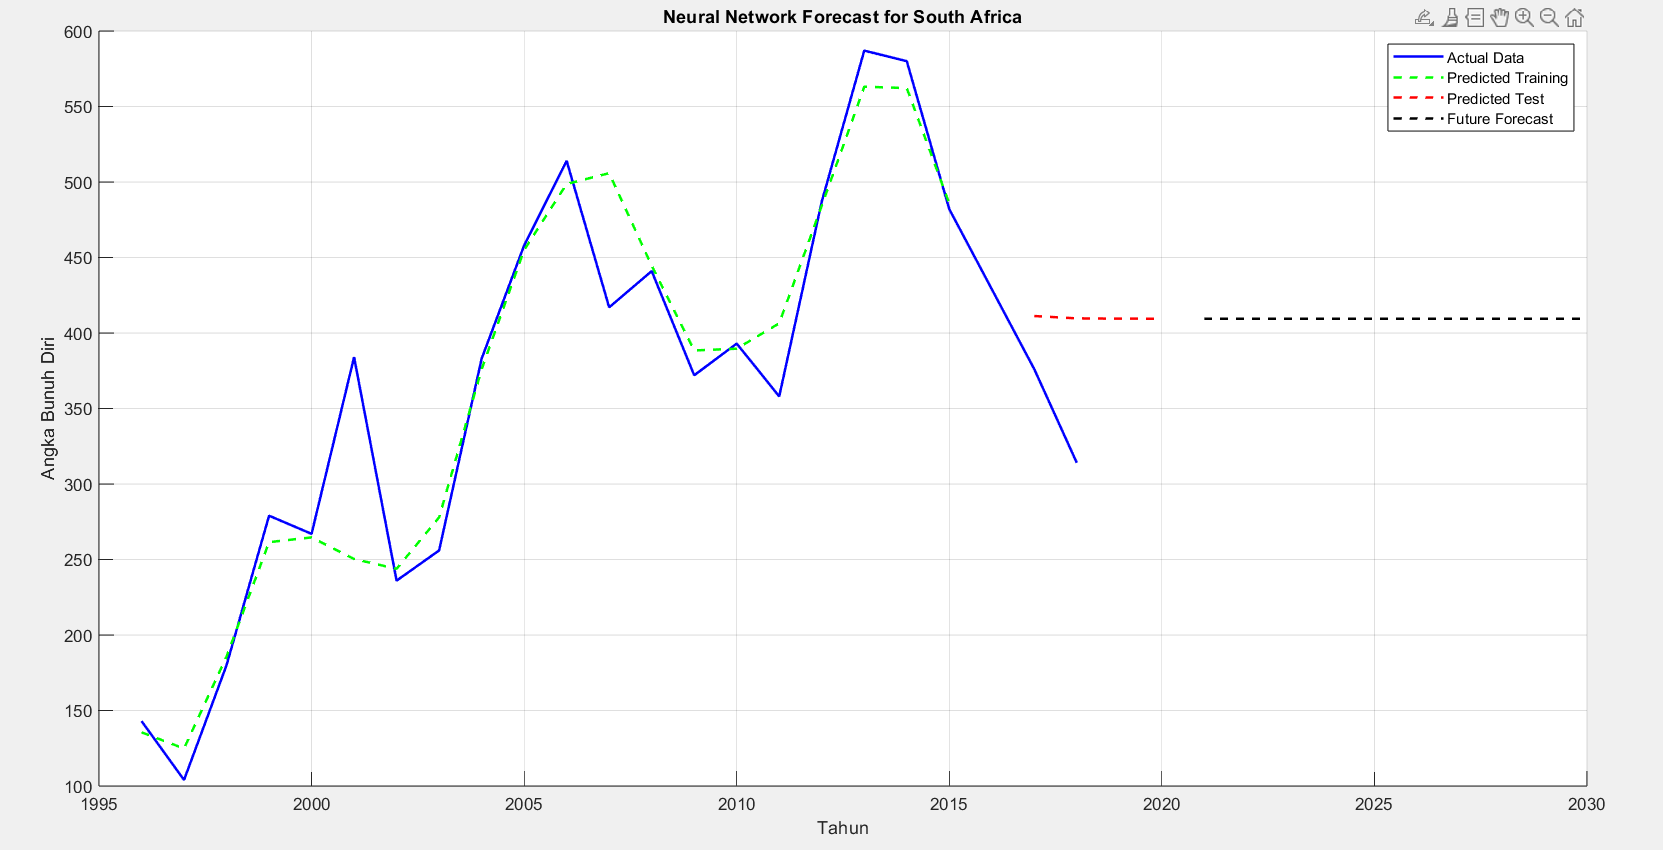 Neural Network Forecast for South Africa
Actual Data
Predicted Training
Predicted Test
Future Forecast
600
550
500
450
400
350
300
250
200
150
100
Angka Bunuh Diri
1995
2000
2005
2010
2015
2020
2025
2030
Tahun